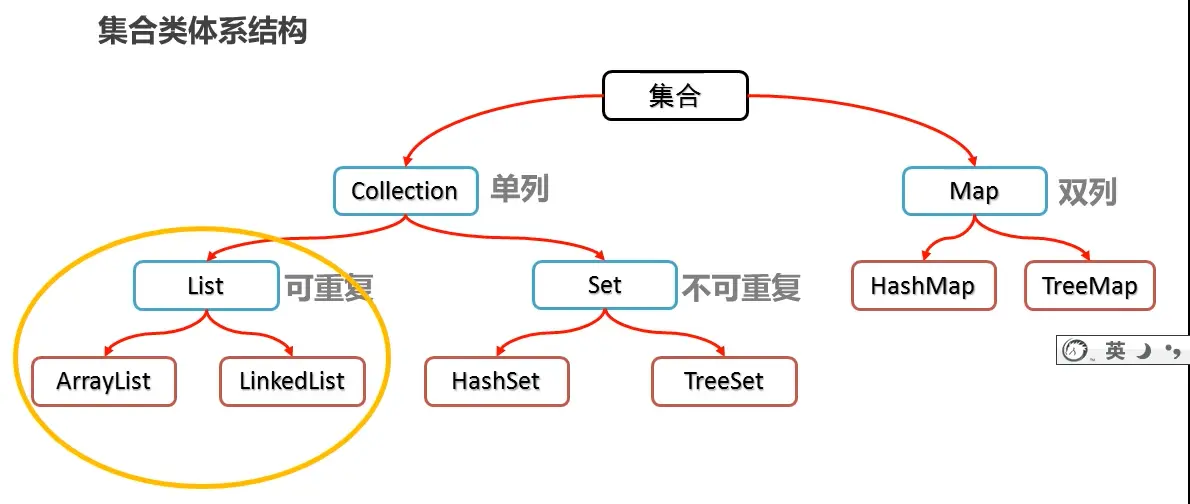 集合类体系结构
集合
Collection 单列
Map 双列
List 可重复
Set 不可重复
HashMap
TreeMap
英
ArrayList
LinkedList
HashSet
TreeSet